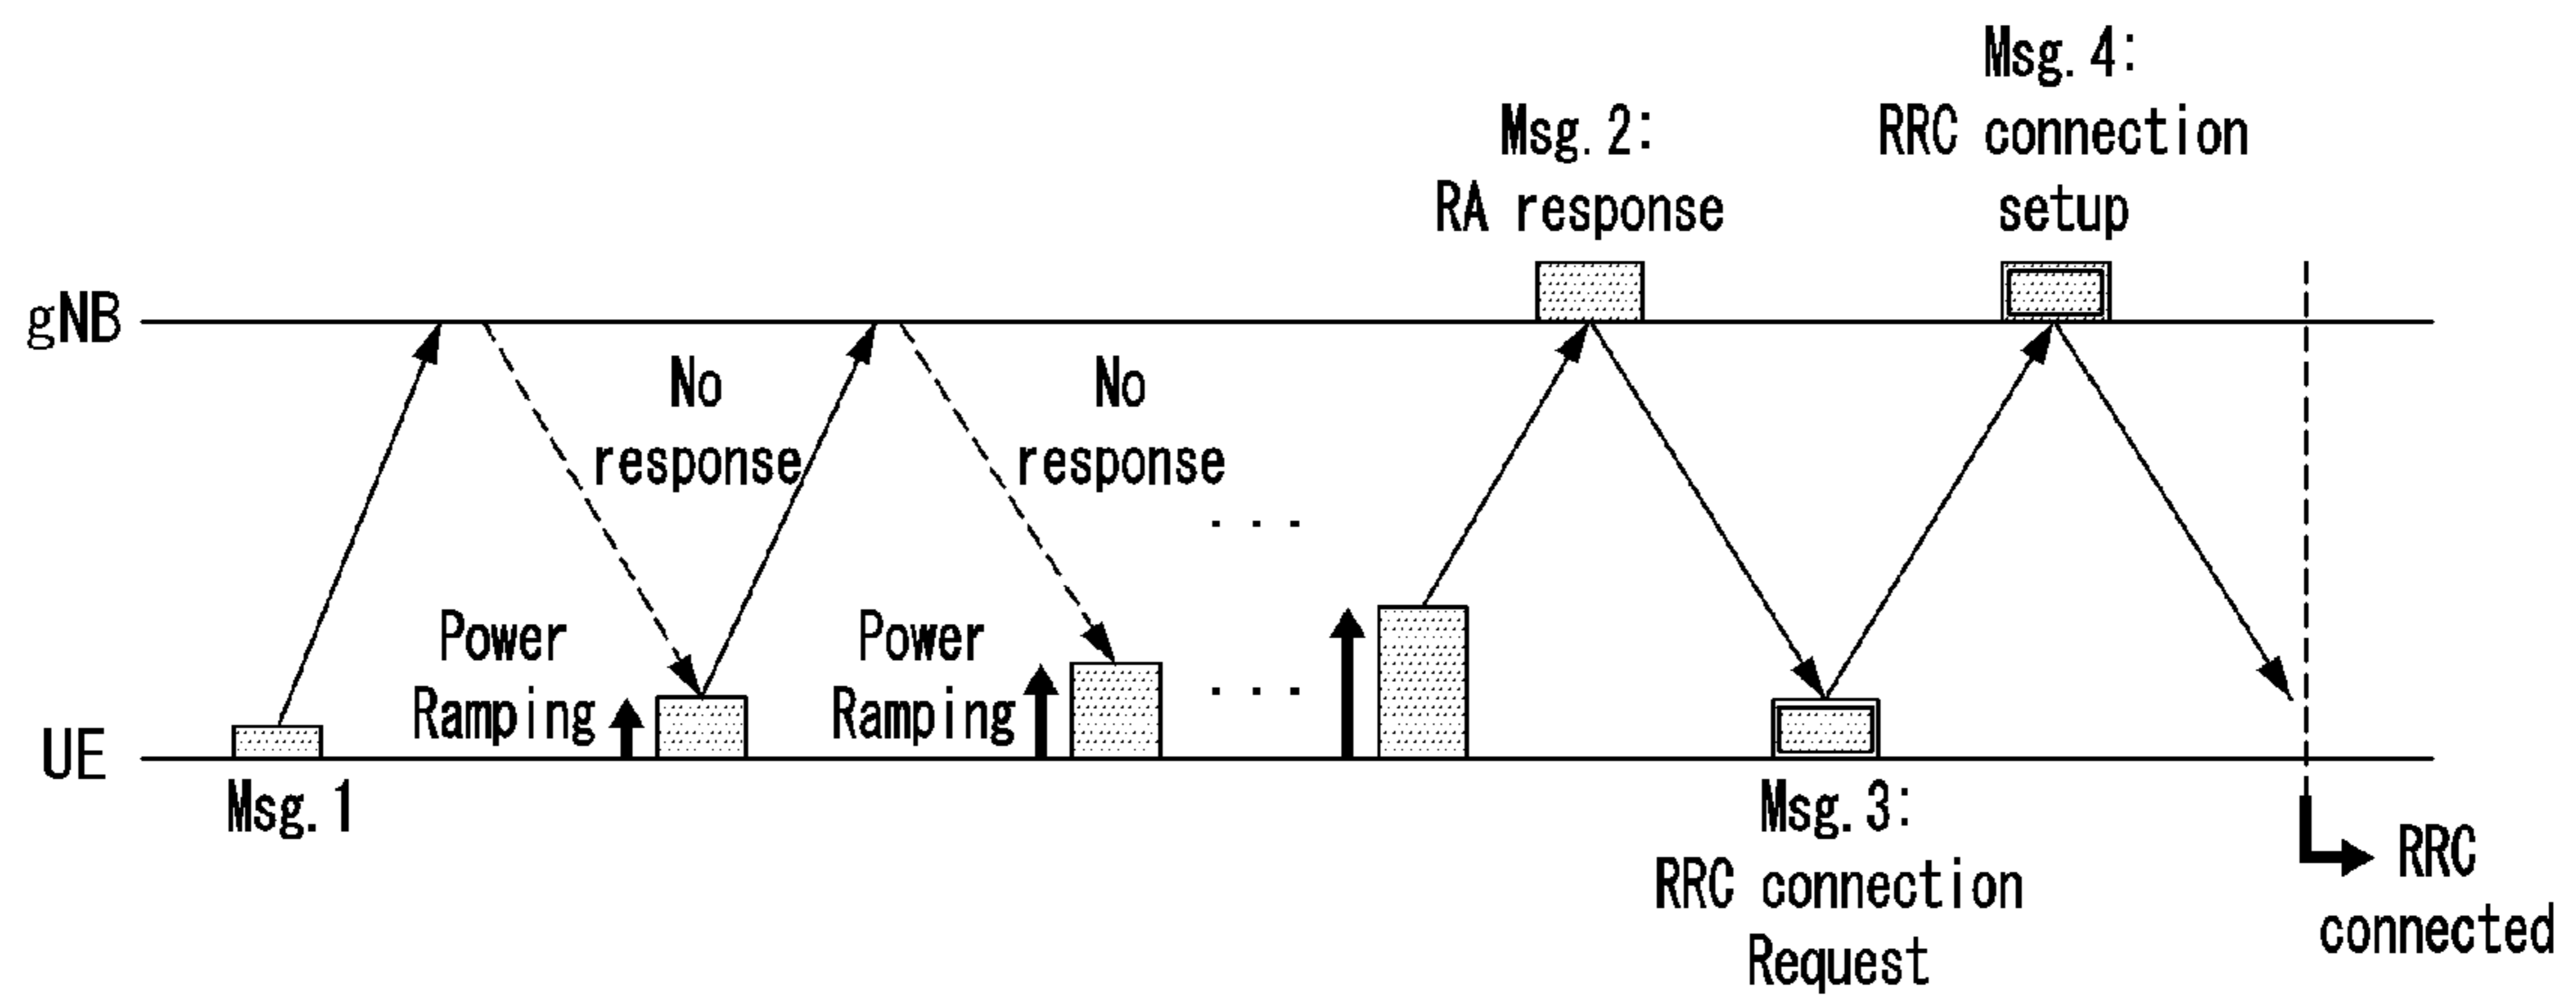 Msg.4:
RRC connection
setup
Msg.2:
RA response
gNB
No
response
No
response
...
Power
Ramping
Power
Ramping
...
UE
Msg.1
Msg.3:
RRC connection
Request
RRC
connected